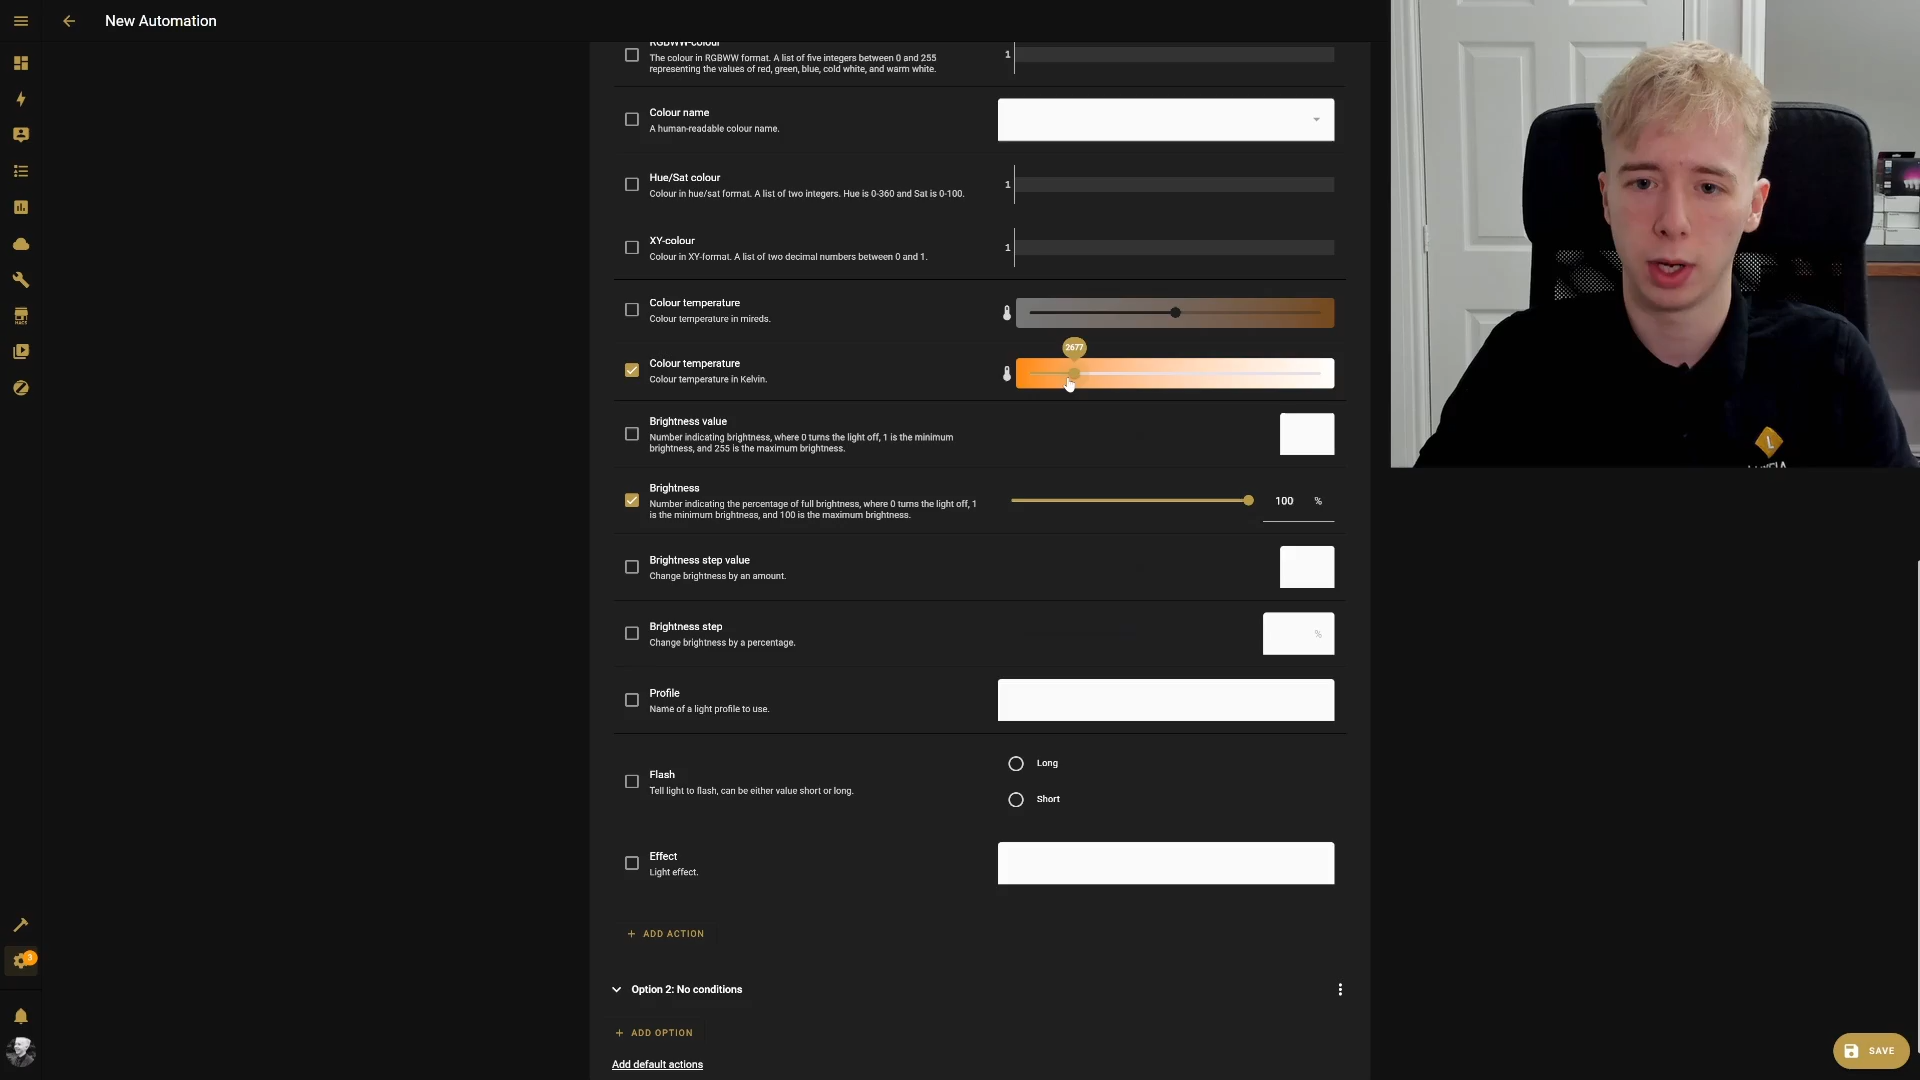 New Automation
RGBWW-colour
The colour in RGBWW format. A list of five integers between 0 and 255
representing the values of red, green, blue, cold white, and warm white.
1
Colour name
A human-readable colour name.
Hue/Sat colour
Colour in hue/sat format. A list of two integers. Hue is 0-360 and Sat is 0-100.
1
XY-colour
Colour in XY-format. A list of two decimal numbers between 0 and 1.
1
Colour temperature
Colour temperature in mireds.
2677
Colour temperature
Colour temperature in Kelvin.
Brightness value
Number indicating brightness, where 0 turns the light off, 1 is the minimum
brightness, and 255 is the maximum brightness.
Brightness
Number indicating the percentage of full brightness, where 0 turns the light off, 1
is the minimum brightness, and 100 is the maximum brightness.
100 %
Brightness step value
Change brightness by an amount.
Brightness step
Change brightness by a percentage.
%
Profile
Name of a light profile to use.
Flash
Tell light to flash, can be either value short or long.
Long
Short
Effect
Light effect.
+ ADD ACTION
Option 2: No conditions
+ ADD OPTION
Add default actions
SAVE
HACS
3
L